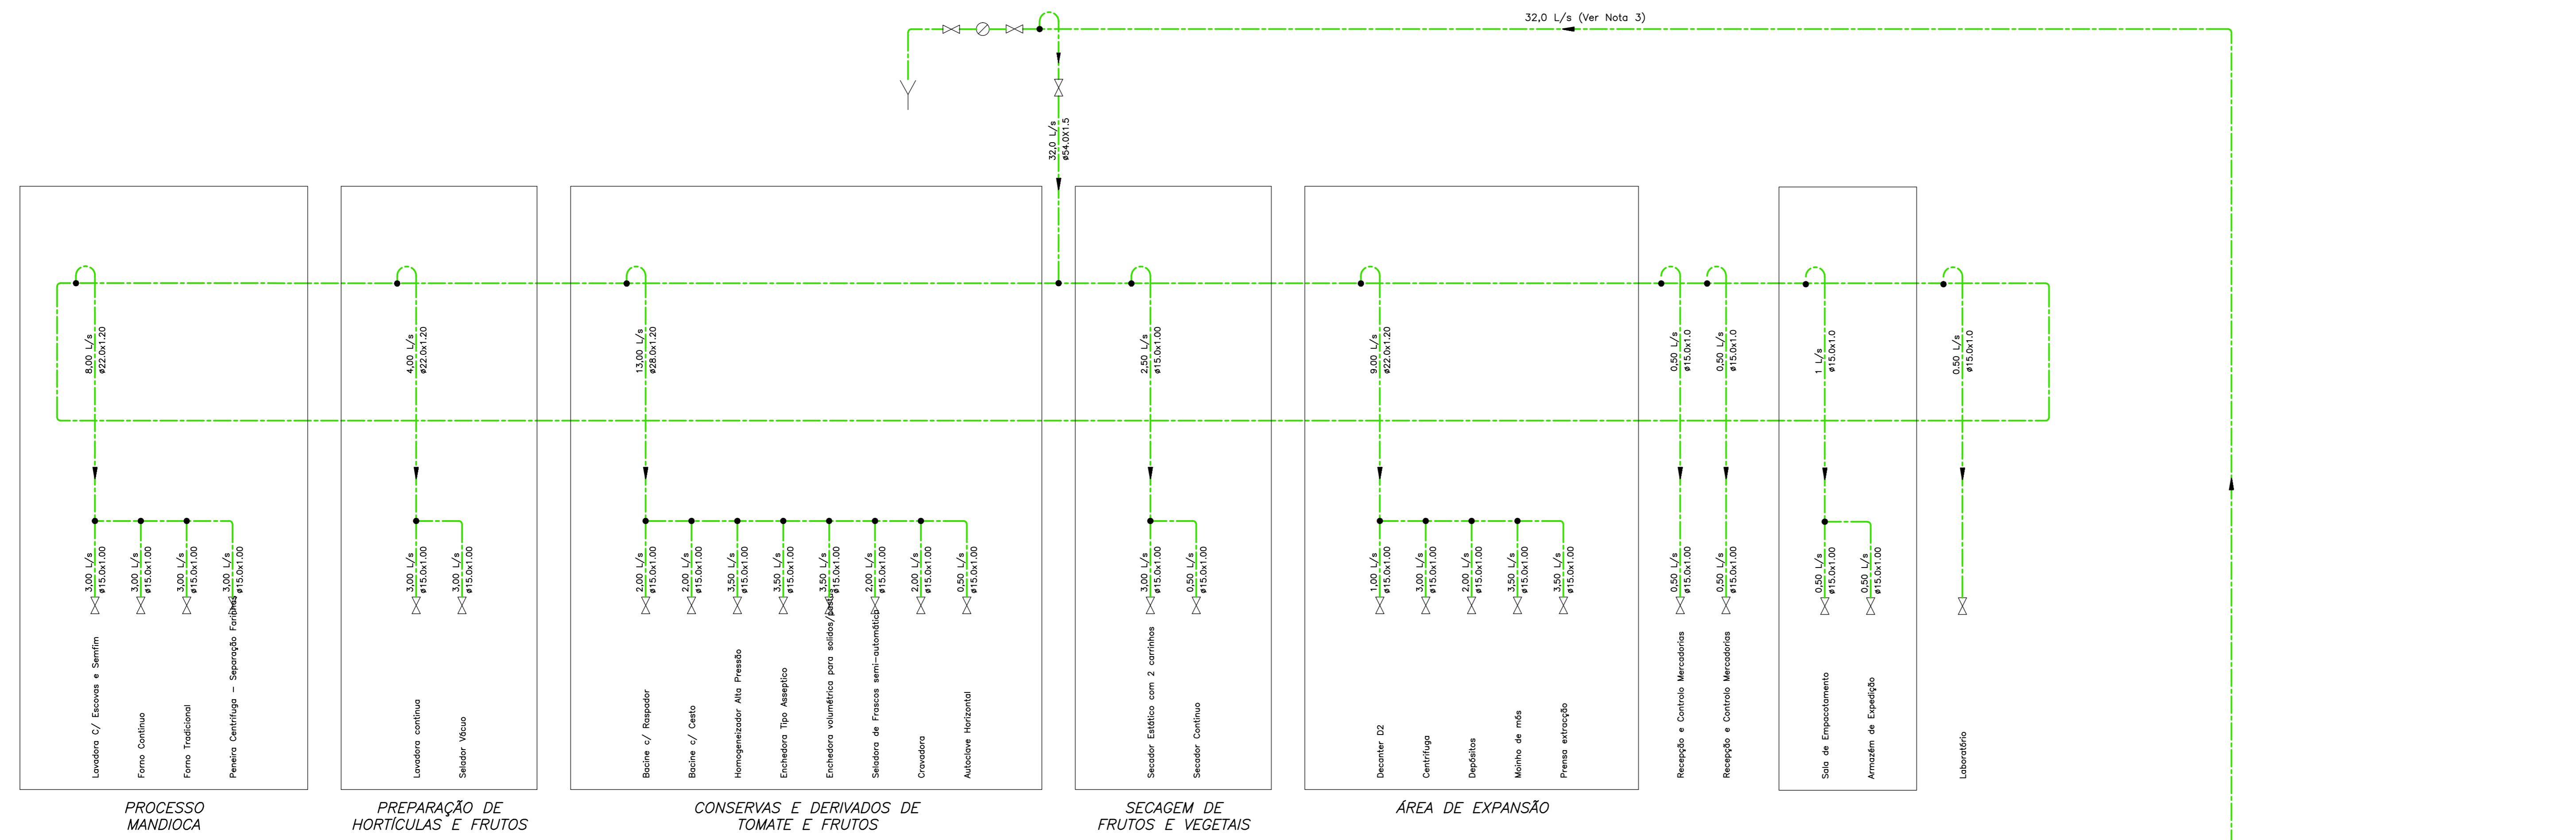 32,0 L/s (Ver Nota 3)
32,0 L/s
ø54.0X1.5
8,00 L/s
ø22.0x1.20
4,00 L/s
ø22.0x1.20
13,00 L/s
ø28.0x1.20
2,50 L/s
ø15.0x1.00
9,00 L/s
ø22.0x1.20
0,50 L/s
ø15.0x1.0
0,50 L/s
ø15.0x1.0
1 L/s
ø15.0x1.0
0.50 L/s
ø15.0x1.0
3,00 L/s
ø15.0x1.00
3,00 L/s
ø15.0x1.00
3,00 L/s
ø15.0x1.00
3,00 L/s
ø15.0x1.00
3,00 L/s
ø15.0x1.00
3,00 L/s
ø15.0x1.00
2,00 L/s
ø15.0x1.00
2,00 L/s
ø15.0x1.00
3,50 L/s
ø15.0x1.00
3,50 L/s
ø15.0x1.00
3,50 L/s
ø15.0x1.00
2,00 L/s
ø15.0x1.00
2,00 L/s
ø15.0x1.00
0,50 L/s
ø15.0x1.00
3,00 L/s
ø15.0x1.00
0,50 L/s
ø15.0x1.00
1,00 L/s
ø15.0x1.00
3,00 L/s
ø15.0x1.00
2,00 L/s
ø15.0x1.00
3,50 L/s
ø15.0x1.00
3,50 L/s
ø15.0x1.00
0,50 L/s
ø15.0x1.00
0,50 L/s
ø15.0x1.00
0,50 L/s
ø15.0x1.00
0,50 L/s
ø15.0x1.00
Lavadora C/ Escovas e Semfim
Forno Continuo
Forno Tradicional
Peneira Centrifuga - Separação Farinhas
Lavadora continua
Selador Vácuo
Bacine c/ Raspador
Bacine c/ Cesto
Homogeneizador Alta Pressão
Enchedora Tipo Asseptico
Enchedora volumétrica para solidos/pastas
Seladora de Frascos semi-automática
Cravadora
Autoclave Horizontal
Secador Estático com 2 carrinhos
Secador Continuo
Decanter D2
Centrífuga
Depósitos
Moinho de mós
Prensa extracção
Recepção e Controlo Mercadorias
Recepção e Controlo Mercadorias
Sala de Empacotamento
Armazém de Expedição
Laboratório
PROCESSO
MANDIOCA
PREPARAÇÃO DE
HORTÍCULAS E FRUTOS
CONSERVAS E DERIVADOS DE
TOMATE E FRUTOS
SECAGEM DE
FRUTOS E VEGETAIS
ÁREA DE EXPANSÃO